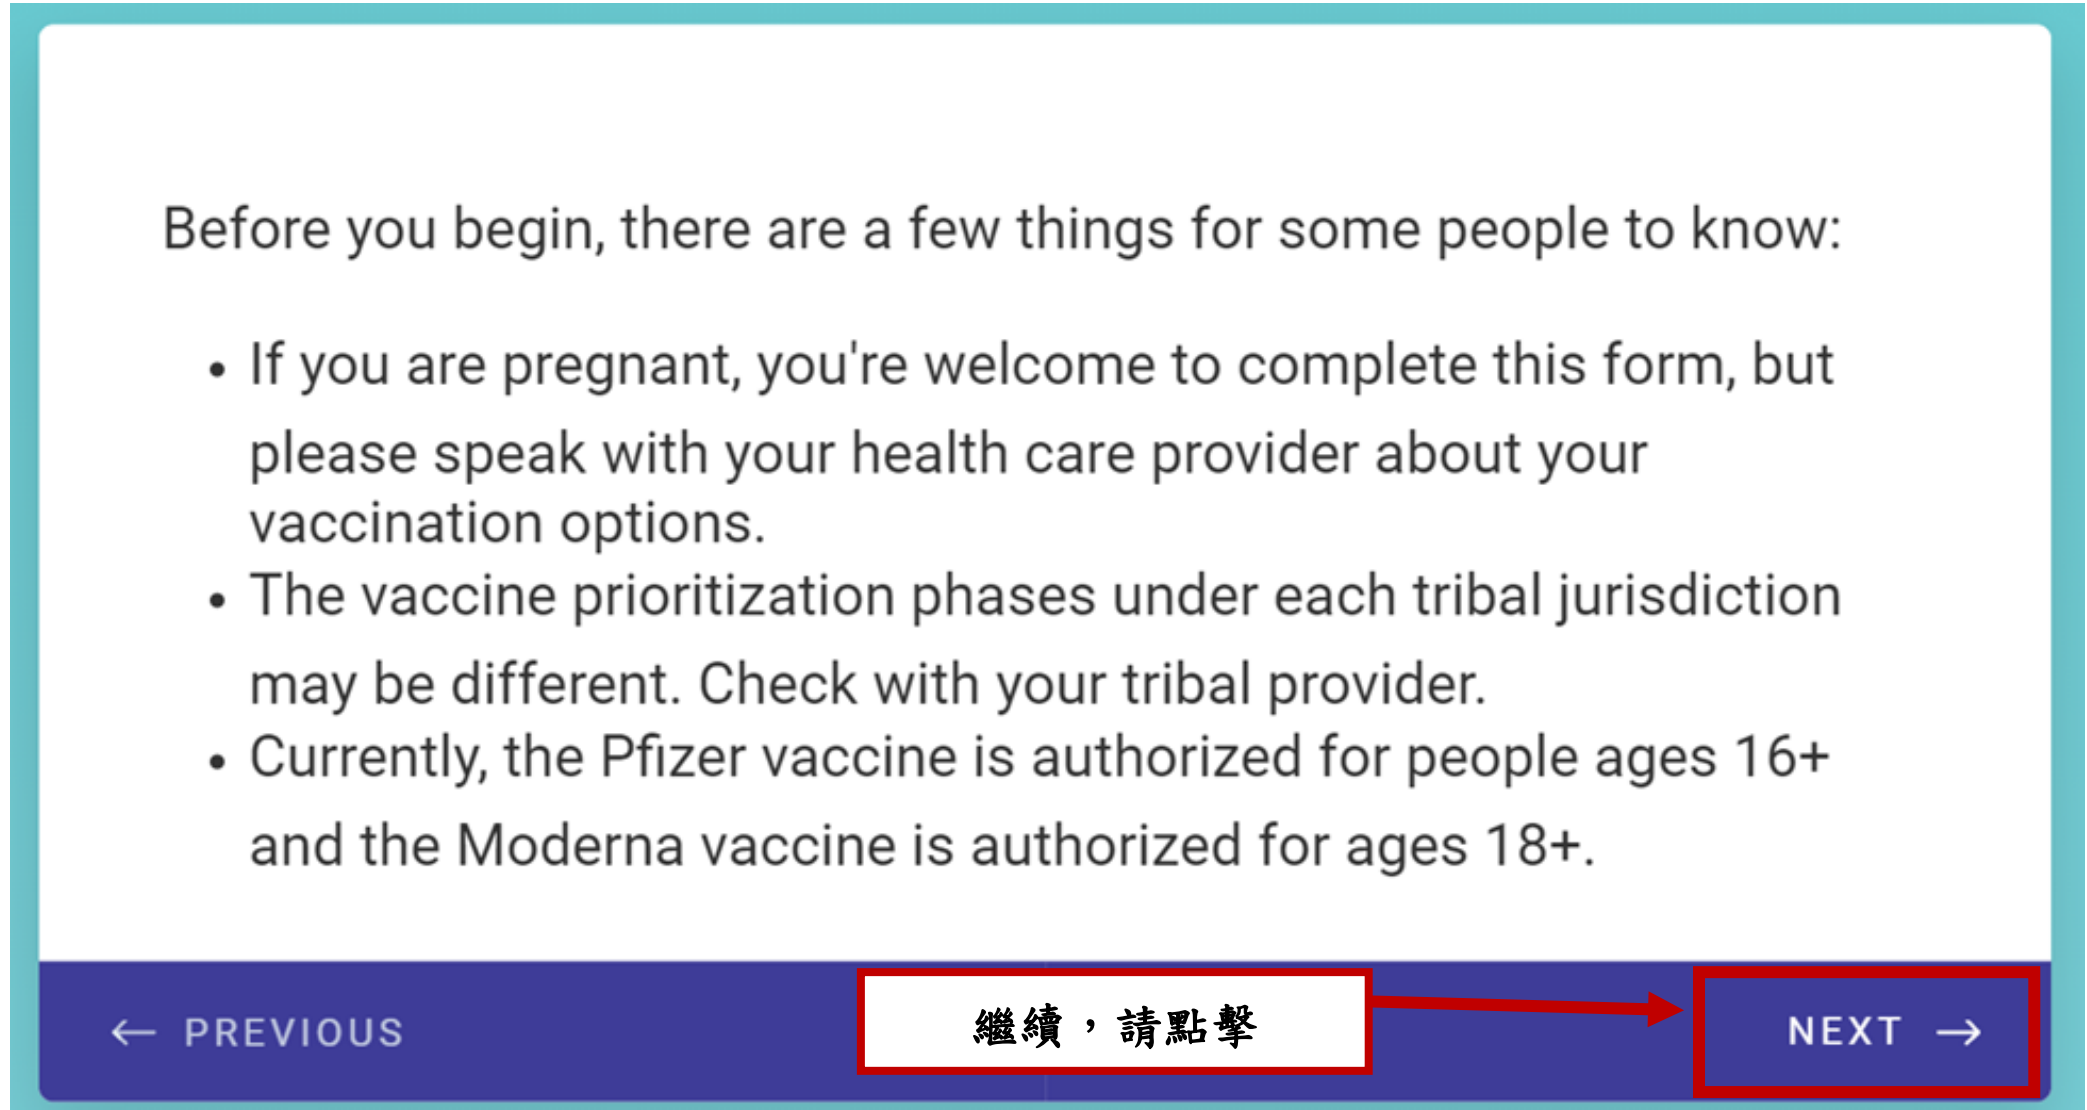 Before you begin, there are a few things for some people to know:
• If you are pregnant, you're welcome to complete this form, but
please speak with your health care provider about your
vaccination options.
• The vaccine prioritization phases under each tribal jurisdiction
may be different. Check with your tribal provider.
• Currently, the Pfizer vaccine is authorized for people ages 16+
and the Moderna vaccine is authorized for ages 18+.
← PREVIOUS
繼續，請點擊
NEXT →